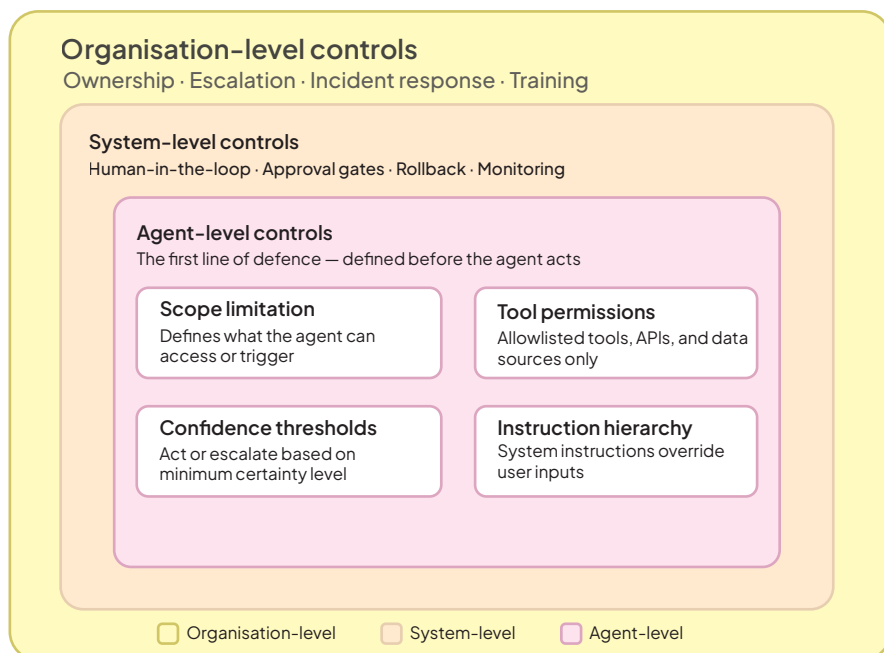 Organisation-level controls
Ownership · Escalation · Incident response · Training
System-level controls
Human-in-the-loop · Approval gates · Rollback · Monitoring
Agent-level controls
The first line of defence — defined before the agent acts
Scope limitation
Defines what the agent can
access or trigger
Tool permissions
Allowlisted tools, APIs, and data
sources only
Confidence thresholds
Act or escalate based on
minimum certainty level
Instruction hierarchy
System instructions override
user inputs
Organisation-level
System-level
Agent-level